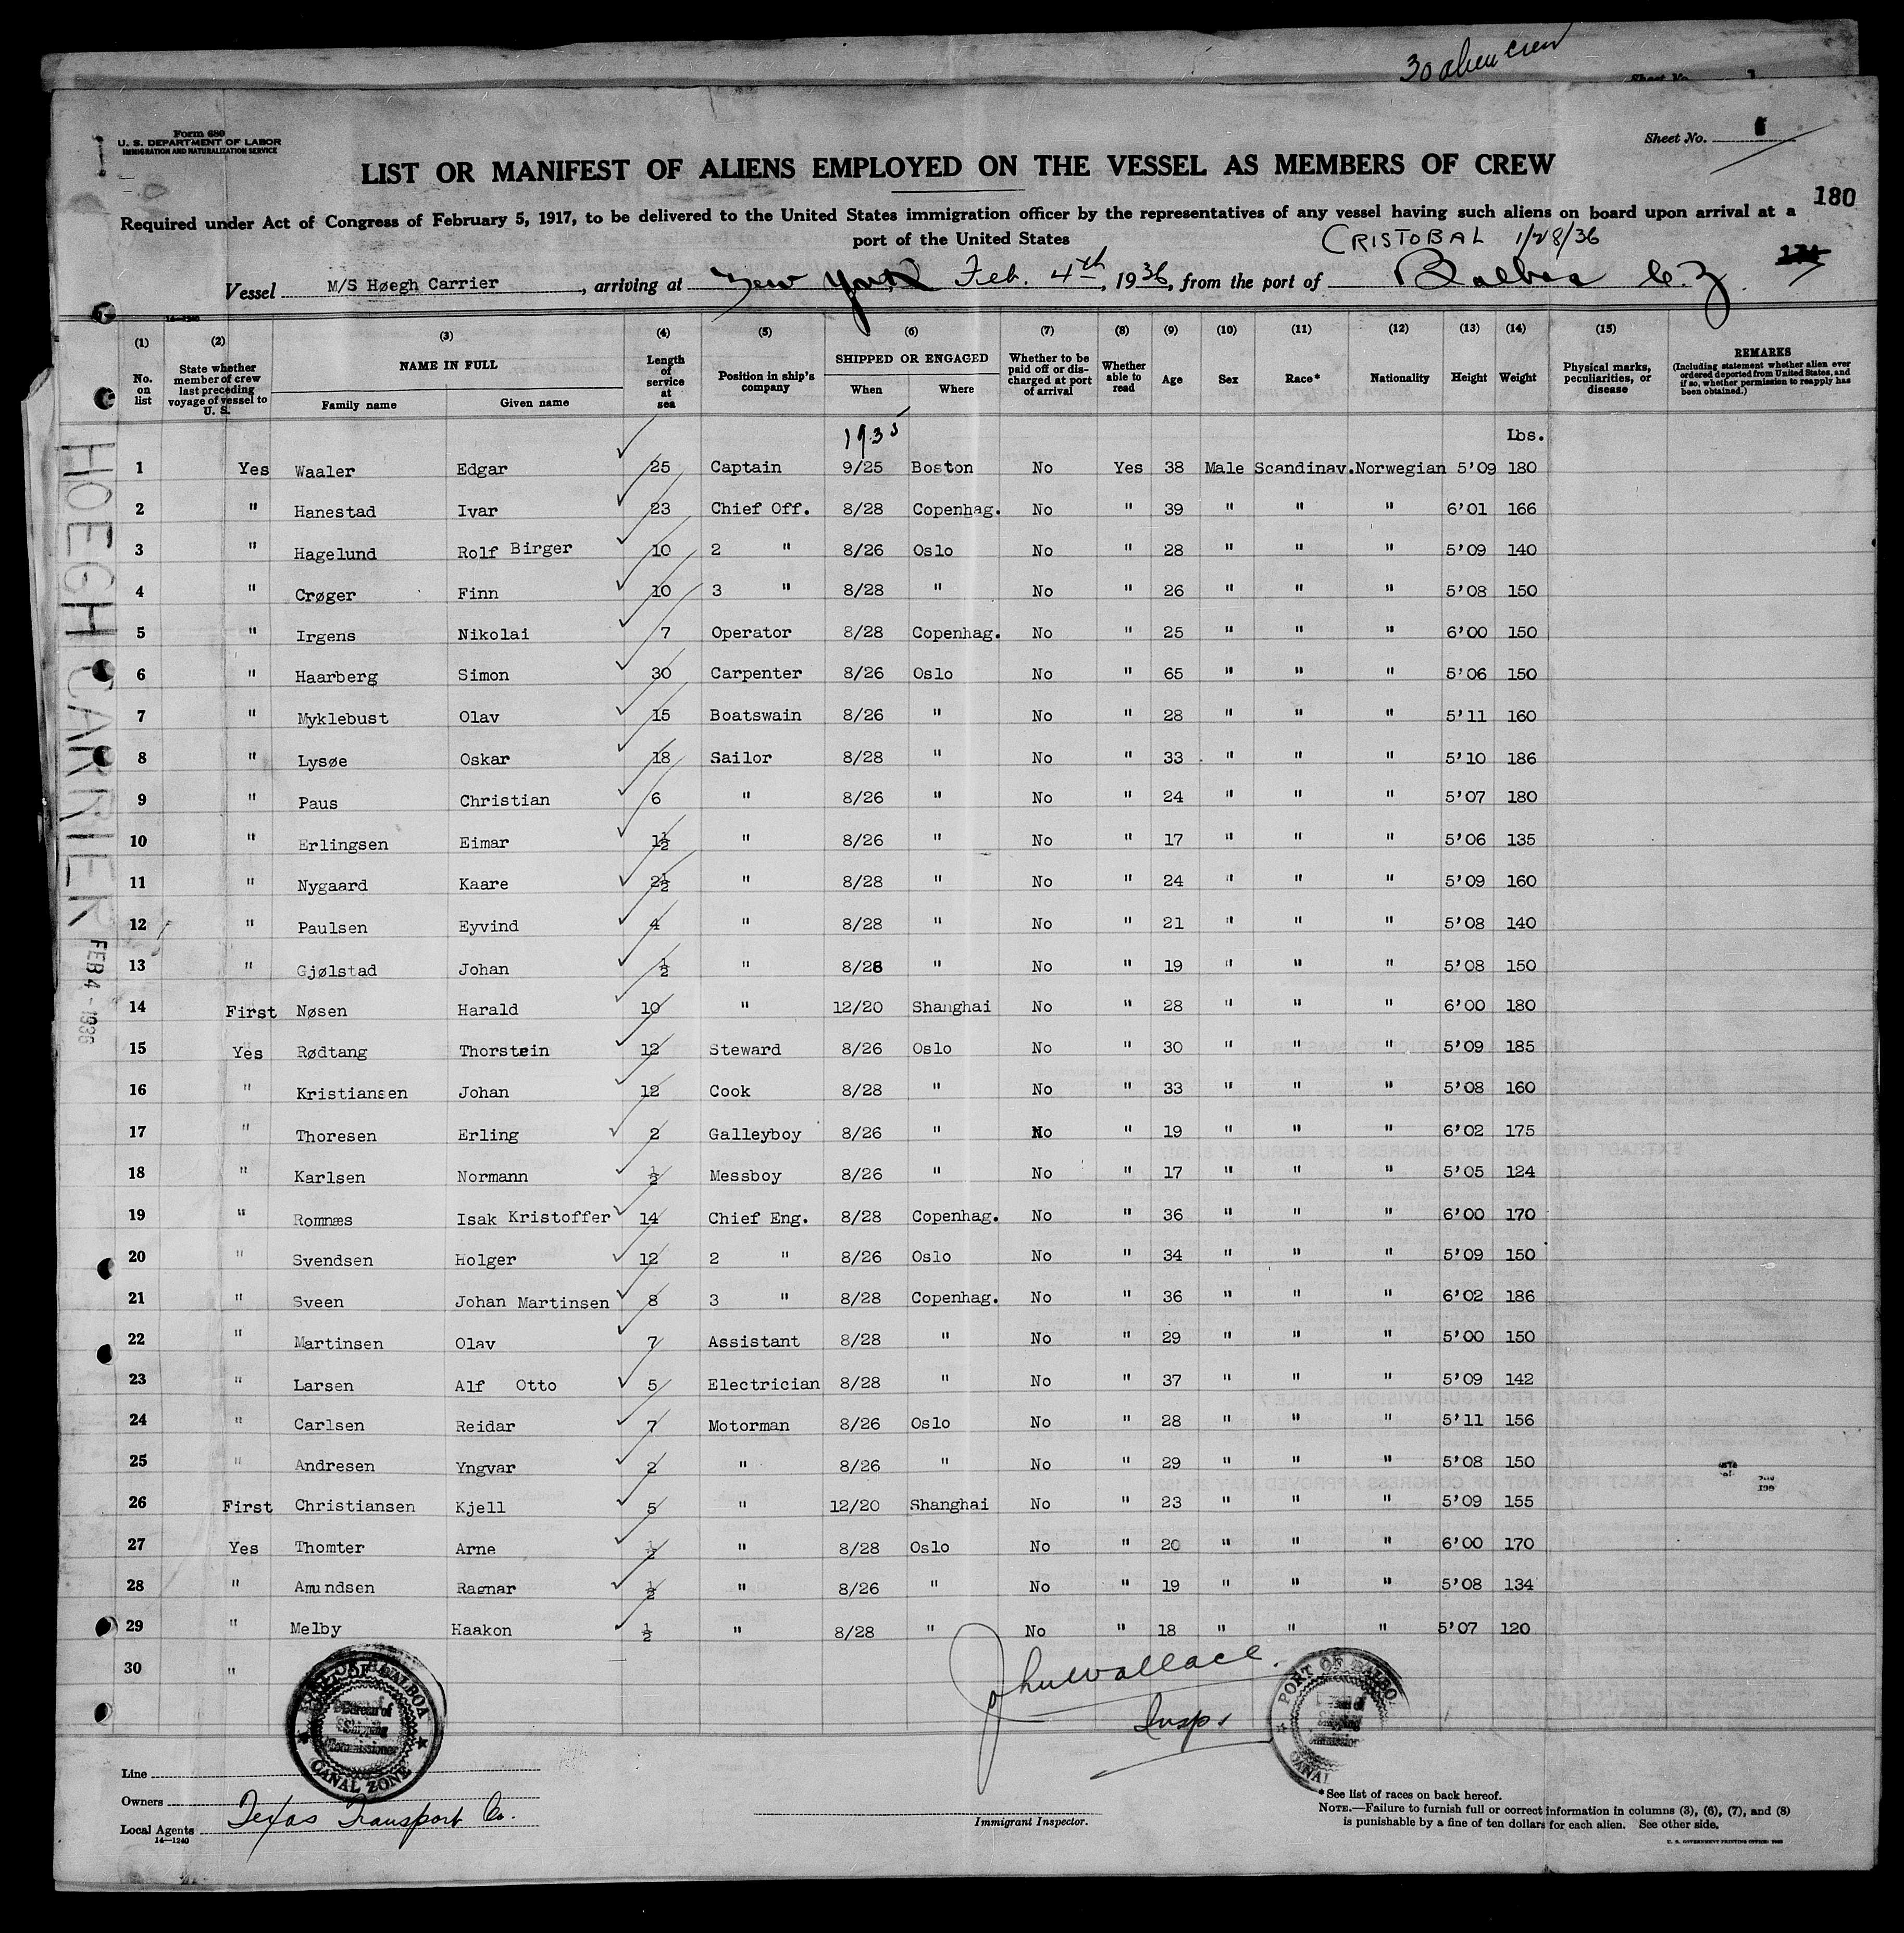 30 alien crew
Sheet No. 1
Form 680
U. S. DEPARTMENT OF LABOR
IMMIGRATION AND NATURALIZATION SERVICE
Sheet No.
LIST OR MANIFEST OF ALIENS EMPLOYED ON THE VESSEL AS MEMBERS OF CREW
180
Required under Act of Congress of February 5, 1917, to be delivered to the United States immigration officer by the representatives of any vessel having such aliens on board upon arrival at a
port of the United States
CRISTOBAL 1/28/36
Vessel M/S Høegh Carrier, arriving at New York Feb. 4th, 1936, from the port of Balboa C.Z.
14—1240
(1) (2) (3) (4) (5) (6) (7) (8) (9) (10) (11) (12) (13) (14) (15)
No. on list
State whether member of crew last preceding voyage of vessel to U. S.
NAME IN FULL
Family name Given name
Length of service at sea
Position in ship's company
SHIPPED OR ENGAGED
When Where
Whether to be paid off or discharged at port of arrival
Whether able to read
Age
Sex
Race*
Nationality
Height
Weight
Physical marks, peculiarities, or disease
REMARKS
(Including statement whether alien ever ordered deported from United States, and if so, whether permission to reapply has been obtained.)
1935 Lbs.
1 Yes Waaler Edgar 25 Captain 9/25 Boston No Yes 38 Male Scandinav. Norwegian 5'09 180
2 " Hanestad Ivar 23 Chief Off. 8/28 Copenhag. No " 39 " " " 6'01 166
3 " Hagelund Rolf Birger 10 2 " 8/26 Oslo No " 28 " " " 5'09 140
4 " Crøger Finn 10 3 " 8/28 " No " 26 " " " 5'08 150
5 " Irgens Nikolai 7 Operator 8/28 Copenhag. No " 25 " " " 6'00 150
6 " Haarberg Simon 30 Carpenter 8/26 Oslo No " 65 " " " 5'06 150
7 " Myklebust Olav 15 Boatswain 8/26 " No " 28 " " " 5'11 160
8 " Lysøe Oskar 18 Sailor 8/28 " No " 33 " " " 5'10 186
9 " Paus Christian 6 " 8/26 " No " 24 " " " 5'07 180
10 " Erlingsen Eimar 1½ " 8/26 " No " 17 " " " 5'06 135
11 " Nygaard Kaare 2½ " 8/28 " No " 24 " " " 5'09 160
12 " Paulsen Eyvind 4 " 8/28 " No " 21 " " " 5'08 140
13 " Gjølstad Johan ½ " 8/28 " No " 19 " " " 5'08 150
14 First Nøsen Harald 10 " 12/20 Shanghai No " 28 " " " 6'00 180
15 Yes Rødtang Thorstein 12 Steward 8/26 Oslo No " 30 " " " 5'09 185
16 " Kristiansen Johan 12 Cook 8/28 " No " 33 " " " 5'08 160
17 " Thoresen Erling 2 Galleyboy 8/26 " No " 19 " " " 6'02 175
18 " Karlsen Normann ½ Messboy 8/26 " No " 17 " " " 5'05 124
19 " Romnæs Isak Kristoffer 14 Chief Eng. 8/28 Copenhag. No " 36 " " " 6'00 170
20 " Svendsen Holger 12 2 " 8/26 Oslo No " 34 " " " 5'09 150
21 " Sveen Johan Martinsen 8 3 " 8/28 Copenhag. No " 36 " " " 6'02 186
22 " Martinsen Olav 7 Assistant 8/28 " No " 29 " " " 5'00 150
23 " Larsen Alf Otto 5 Electrician 8/28 " No " 37 " " " 5'09 142
24 " Carlsen Reidar 7 Motorman 8/26 Oslo No " 28 " " " 5'11 156
25 " Andresen Yngvar 2 " 8/26 " No " 29 " " " 5'08 150
26 First Christiansen Kjell 5 " 12/20 Shanghai No " 23 " " " 5'09 155
27 Yes Thomter Arne ½ " 8/28 Oslo No " 20 " " " 6'00 170
28 " Amundsen Ragnar ½ " 8/26 " No " 19 " " " 5'08 134
29 " Melby Haakon ½ " 8/28 " No " 18 " " " 5'07 120
30 "
HOEGH CARRIER
FEB 4 - 1936
John Wallace.
Insp.
PORT OF BALBOA
Bureau of Shipping Commissioner
CANAL ZONE
PORT OF BALBO
CANAL
Line
Owners
Local Agents Texas Transport Co.
14—1240
Immigrant Inspector.
*See list of races on back hereof.
NOTE.—Failure to furnish full or correct information in columns (3), (6), (7), and (8)
is punishable by a fine of ten dollars for each alien. See other side.